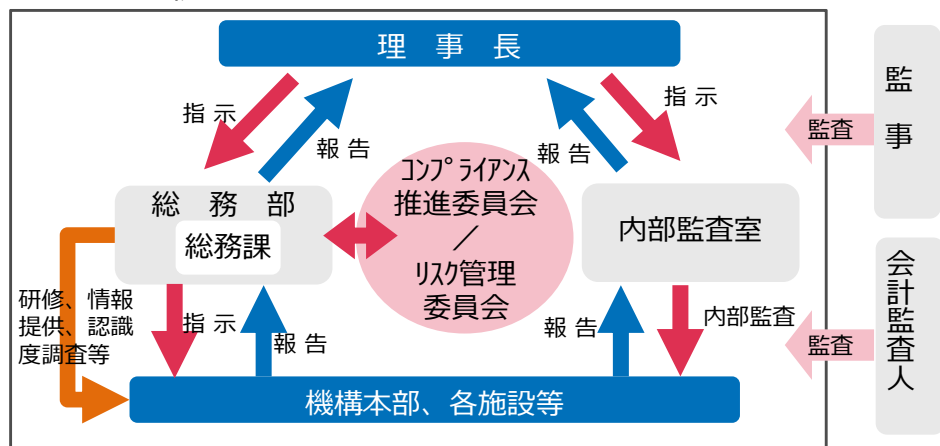 理 事 長
指 示
報 告
報 告
指 示
監査
監事
総 務 部
総務課
コンプライアンス
推進委員会
／
リスク管理
委員会
内部監査室
研修、情報
提供、認識
度調査等
指 示
報 告
報 告
内部監査
監査
会計監査人
機構本部、各施設等